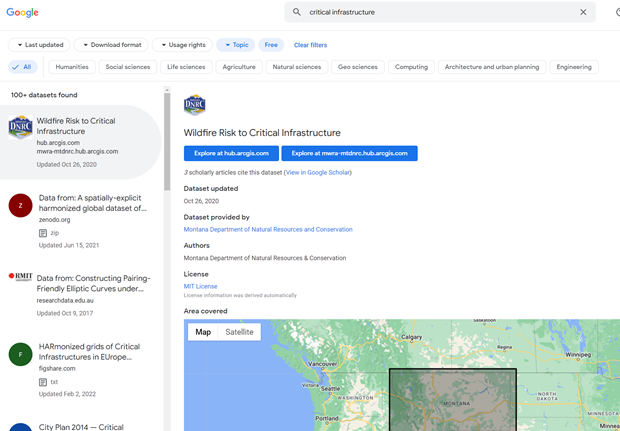 Google
critical infrastructure
Last updated
Download format
Usage rights
Topic
Free
Clear filters
All
Humanities
Social sciences
Life sciences
Agriculture
Natural sciences
Geo sciences
Computing
Architecture and urban planning
Engineering
100+ datasets found
DNRC
Wildfire Risk to Critical
Infrastructure
hub.arcgis.com
mwra-mtdnrc.hub.arcgis.com
Updated Oct 26, 2020
Z
Data from: A spatially-explicit
harmonized global dataset of...
zenodo.org
zip
Updated Jun 15, 2021
RMIT
Data from: Constructing Pairing-
Friendly Elliptic Curves under...
researchdata.edu.au
Updated Oct 9, 2017
F
HARmonized grids of Critical
Infrastructures in EUrope...
figshare.com
txt
Updated Feb 2, 2022
City Plan 2014 — Critical
DNRC
Wildfire Risk to Critical Infrastructure
Explore at hub.arcgis.com
Explore at mwra-mtdnrc.hub.arcgis.com
3 scholarly articles cite this dataset (View in Google Scholar)
Dataset updated
Oct 26, 2020
Dataset provided by
Montana Department of Natural Resources and Conservation
Authors
Montana Department of Natural Resources & Conservation
License
MIT License
License information was derived automatically
Area covered
Map
Satellite
Saskatoon
Calgary
Regina
Winnipeg
Vancouver
Victoria
Seattle
WASHINGTON
Portland
MONTANA
NORTH
DAKOTA
MINNESOTA
Minnea